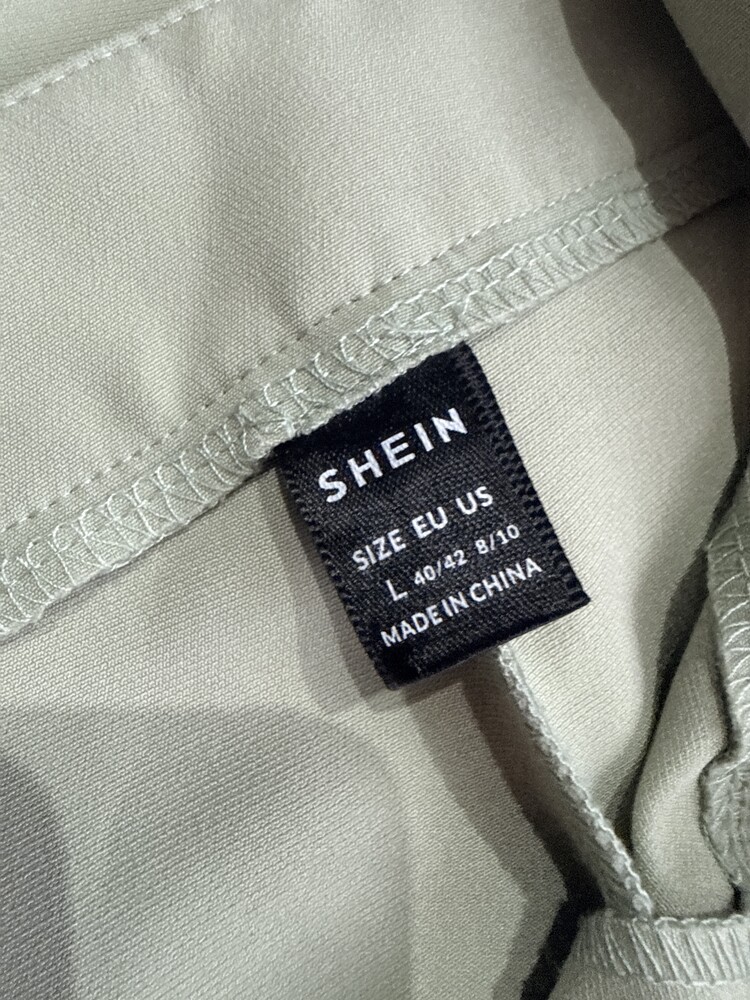 SHEIN
SIZE EU US
L 40/42 8/10
MADE IN CHINA